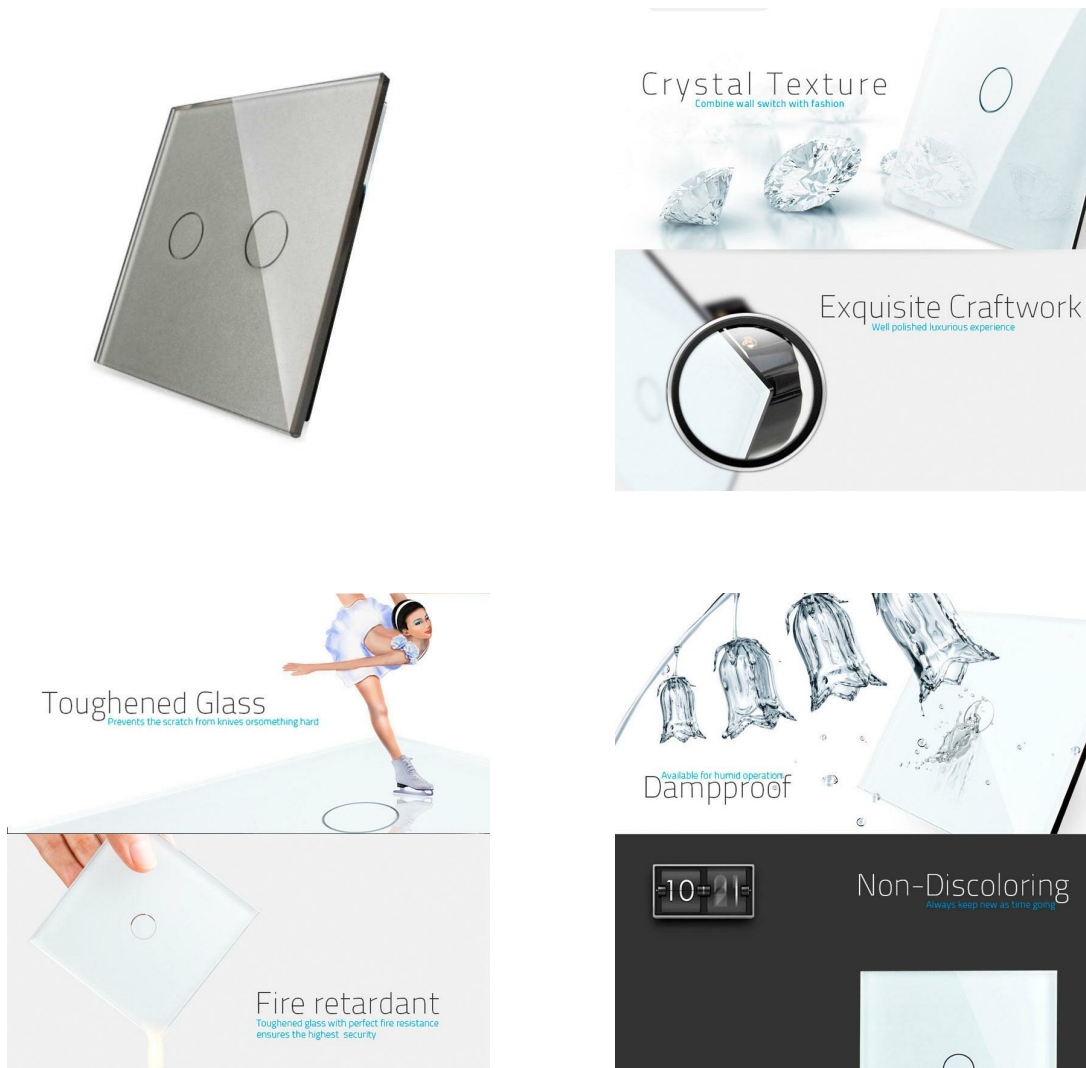 Crystal Texture
Combine wall switch with fashion
Exquisite Craftwork
Well polished luxurious experience
Toughened Glass
Prevents the scratch from knives orsomething hard
Available for humid operation
Dampproof
Fire retardant
Toughened glass with perfect fire resistance
ensures the highest security
10 21
Non-Discoloring
Always keep new as time going